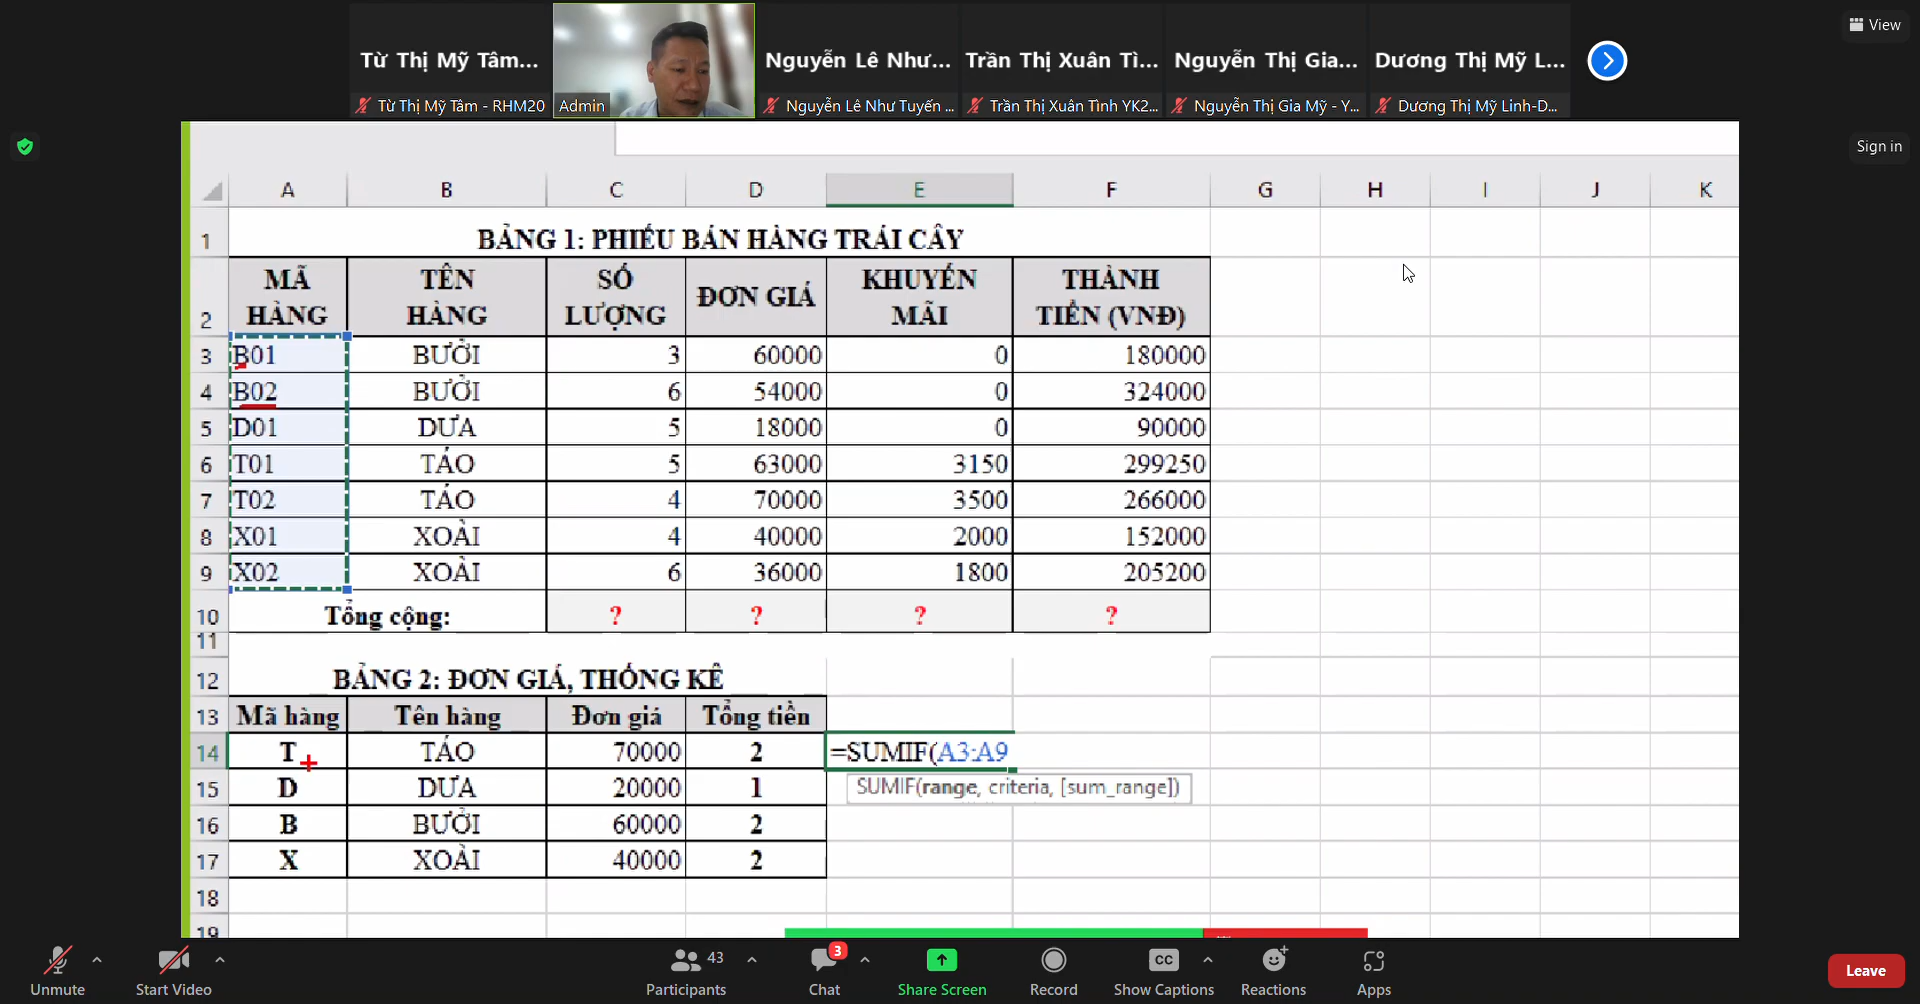 Từ Thị Mỹ Tâm...
Nguyễn Lê Như...
Trần Thị Xuân Tì...
Nguyễn Thị Gia...
Dương Thị Mỹ L...
View
Từ Thị Mỹ Tâm - RHM20
Admin
Nguyễn Lê Như Tuyến ...
Trần Thị Xuân Tình YK2...
Nguyễn Thị Gia Mỹ - Y...
Dương Thị Mỹ Linh-D...
Sign in
A B C D E F G H I J K
1 BẢNG 1: PHIẾU BÁN HÀNG TRÁI CÂY
2 MÃ HÀNG TÊN HÀNG SỐ LƯỢNG ĐƠN GIÁ KHUYẾN MÃI THÀNH TIỀN (VNĐ)
3 B01 BƯỞI 3 60000 0 180000
4 B02 BƯỞI 6 54000 0 324000
5 D01 DƯA 5 18000 0 90000
6 T01 TÁO 5 63000 3150 299250
7 T02 TÁO 4 70000 3500 266000
8 X01 XOÀI 4 40000 2000 152000
9 X02 XOÀI 6 36000 1800 205200
10 Tổng cộng: ? ? ? ?
11
12 BẢNG 2: ĐƠN GIÁ, THỐNG KÊ
13 Mã hàng Tên hàng Đơn giá Tổng tiền
14 T TÁO 70000 2 =SUMIF(A3:A9
15 D DƯA 20000 1 SUMIF(range, criteria, [sum_range])
16 B BƯỞI 60000 2
17 X XOÀI 40000 2
18
19
Unmute
Start Video
43
Participants
3
Chat
Share Screen
Record
CC
Show Captions
Reactions
Apps
Leave